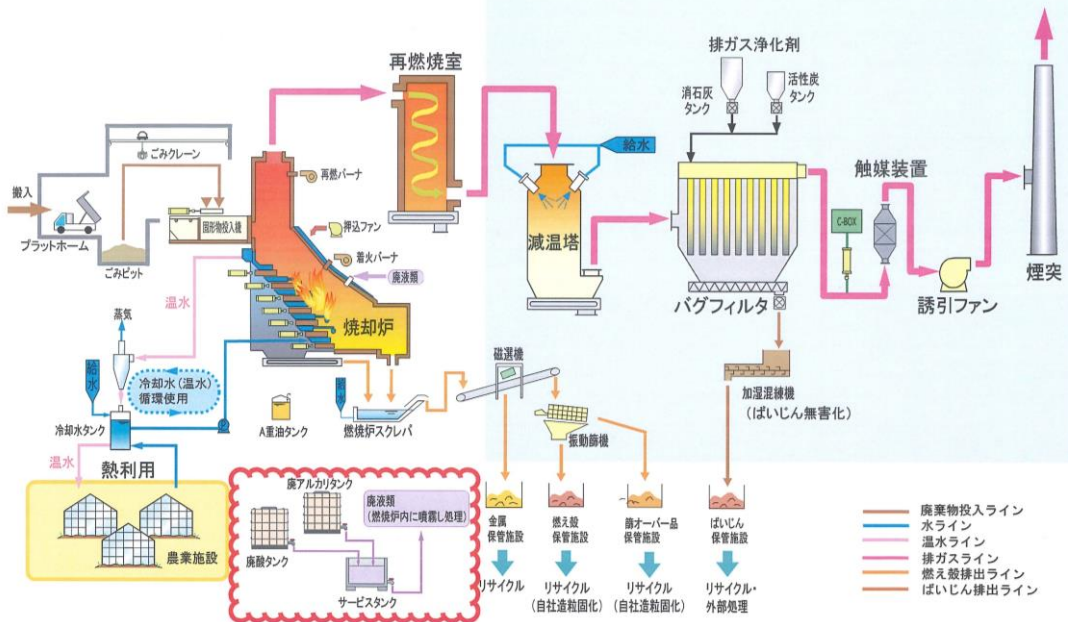 再燃焼室
排ガス浄化剤
消石灰
タンク
活性炭
タンク
ごみクレーン
搬入
プラットホーム
ごみピット
固形物投入機
再燃バーナ
押込ファン
着火バーナ
廃液類
焼却炉
給水
減温塔
バグフィルタ
触媒装置
C-BOX
誘引ファン
煙突
温水
蒸気
給水
冷却水(温水)
循環使用
冷却水タンク
温水
A重油タンク
給水
燃焼炉スクレバ
磁選機
振動篩機
加湿混練機
(ばいじん無害化)
熱利用
農業施設
廃アルカリタンク
廃酸タンク
廃液類
(燃焼炉内に噴霧し処理)
サービスタンク
金属
保管施設
燃え殻
保管施設
篩オーバー品
保管施設
ばいじん
保管施設
リサイクル
リサイクル
(自社造粒固化)
リサイクル
(自社造粒固化)
リサイクル・
外部処理
廃棄物投入ライン
水ライン
温水ライン
排ガスライン
燃え殻排出ライン
ばいじん排出ライン